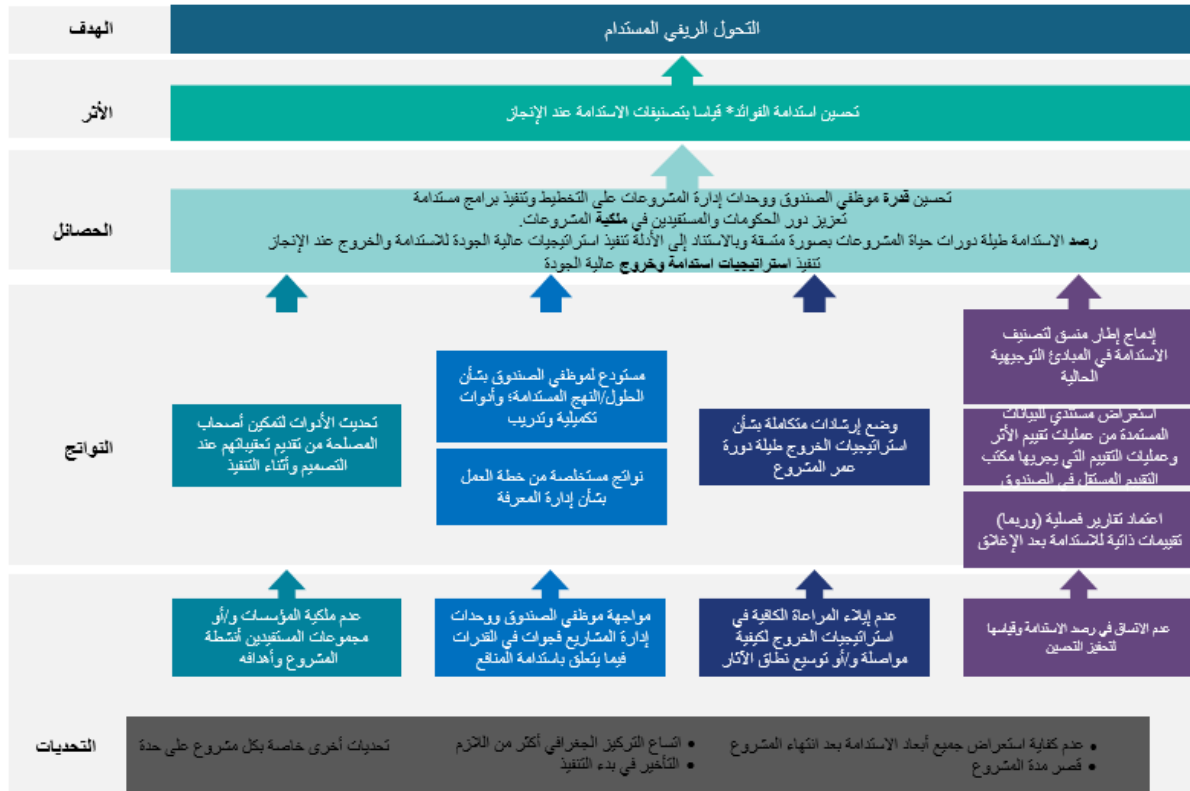 الهدف
التحول الريفي المستدام
الأثر
تحسين استدامة الفوائد* قياسا بتصنيفات الاستدامة عند الإنجاز
الحصائل
تحسين قدرة موظفي الصندوق ووحدات إدارة المشروعات على التخطيط وتنفيذ برامج مستدامة
تعزيز دور الحكومات والمستفيدين في ملكية المشروعات.
رصد الاستدامة طيلة دورات حياة المشروعات بصورة متسقة وبالاستناد إلى الأدلة تنفيذ استراتيجيات عالية الجودة للاستدامة والخروج عند الإنجاز
تنفيذ استراتيجيات استدامة وخروج عالية الجودة
النواتج
إدماج إطار منسق لتصنيف
الاستدامة في المبادئ التوجيهية
الحالية
استعراض مستندي للبيانات
المستمدة من عمليات تقييم الأثر
وعمليات التقييم التي يجريها مكتب
التقييم المستقل في الصندوق
اعتماد تقارير فصلية (وربما)
تقييمات ذاتية للاستدامة بعد الإغلاق
وضع إرشادات متكاملة بشأن
استراتيجيات الخروج طيلة دورة
عمر المشروع
مستودع لموظفي الصندوق بشأن
الحلول/النهج المستدامة؛ وأدوات
تكميلية وتدريب
نواتج مستخلصة من خطة العمل
بشأن إدارة المعرفة
تحديث الأدوات لتمكين أصحاب
المصلحة من تقديم تعقيباتهم عند
التصميم وأثناء التنفيذ
التحديات
عدم الاتساق في رصد الاستدامة وقياسها
لتحفيز التحسين
عدم إيلاء المراعاة الكافية في
استراتيجيات الخروج لكيفية
مواصلة و/أو توسيع نطاق الآثار
مواجهة موظفي الصندوق ووحدات
إدارة المشاريع فجوات في القدرات
فيما يتعلق باستدامة المنافع
عدم ملكية المؤسسات و/أو
مجموعات المستفيدين أنشطة
المشروع وأهدافه
• عدم كفاية استعراض جميع أبعاد الاستدامة بعد انتهاء المشروع
• قصر مدة المشروع
• اتساع التركيز الجغرافي أكثر من اللازم
• التأخير في بدء التنفيذ
تحديات أخرى خاصة بكل مشروع على حدة